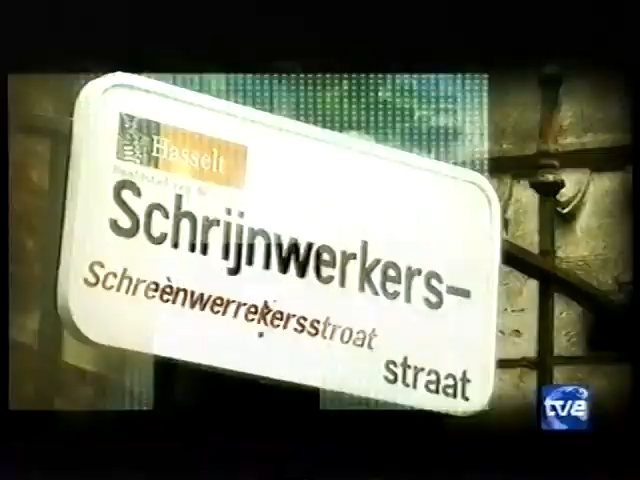 Hasselt
Schrijnwerkers-
Schreènwerrekersstroat
straat
tve